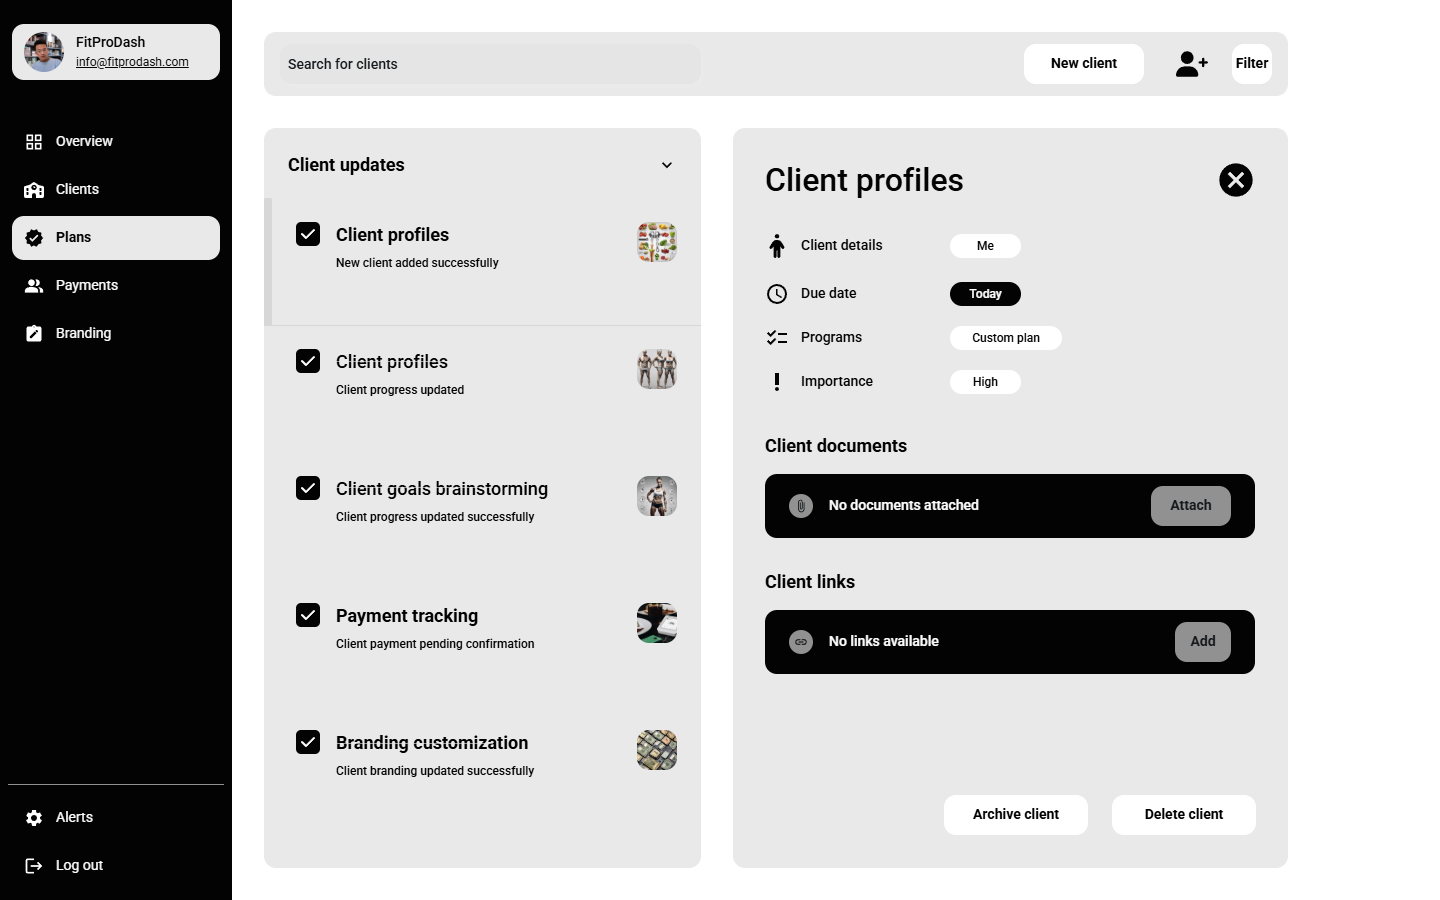 FitProDash
info@fitprodash.com
Overview
Clients
Plans
Payments
Branding
Alerts
Log out
Search for clients
New client
Filter
Client updates
Client profiles
New client added successfully
Client profiles
Client progress updated
Client goals brainstorming
Client progress updated successfully
Payment tracking
Client payment pending confirmation
Branding customization
Client branding updated successfully
Client profiles
Client details
Me
Due date
Today
Programs
Custom plan
Importance
High
Client documents
No documents attached
Attach
Client links
No links available
Add
Archive client
Delete client